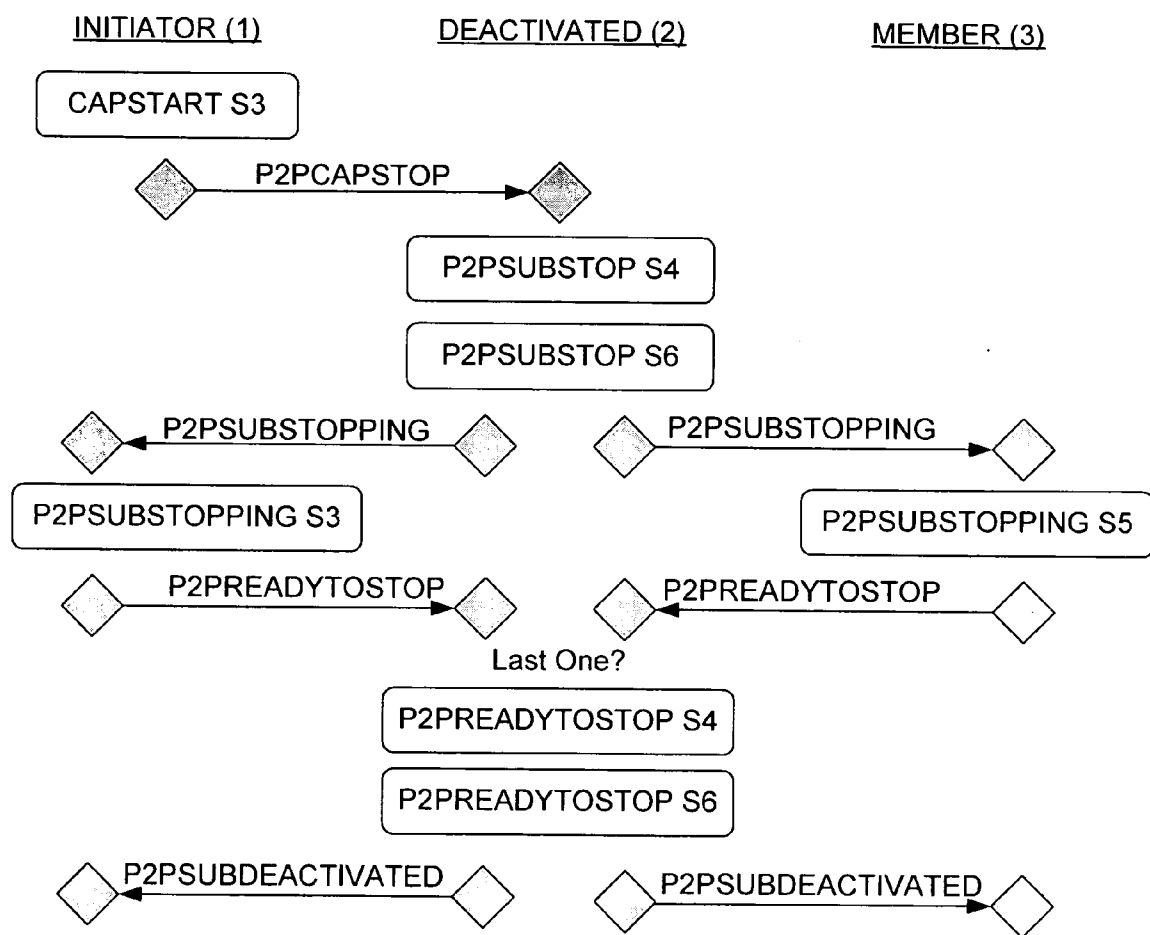 INITIATOR (1)
DEACTIVATED (2)
MEMBER (3)
CAPSTART S3
P2PCAPSTOP
P2PSUBSTOP S4
P2PSUBSTOP S6
P2PSUBSTOPPING
P2PSUBSTOPPING
P2PSUBSTOPPING S3
P2PSUBSTOPPING S5
P2PREADYTOSTOP
P2PREADYTOSTOP
Last One?
P2PREADYTOSTOP S4
P2PREADYTOSTOP S6
P2PSUBDEACTIVATED
P2PSUBDEACTIVATED